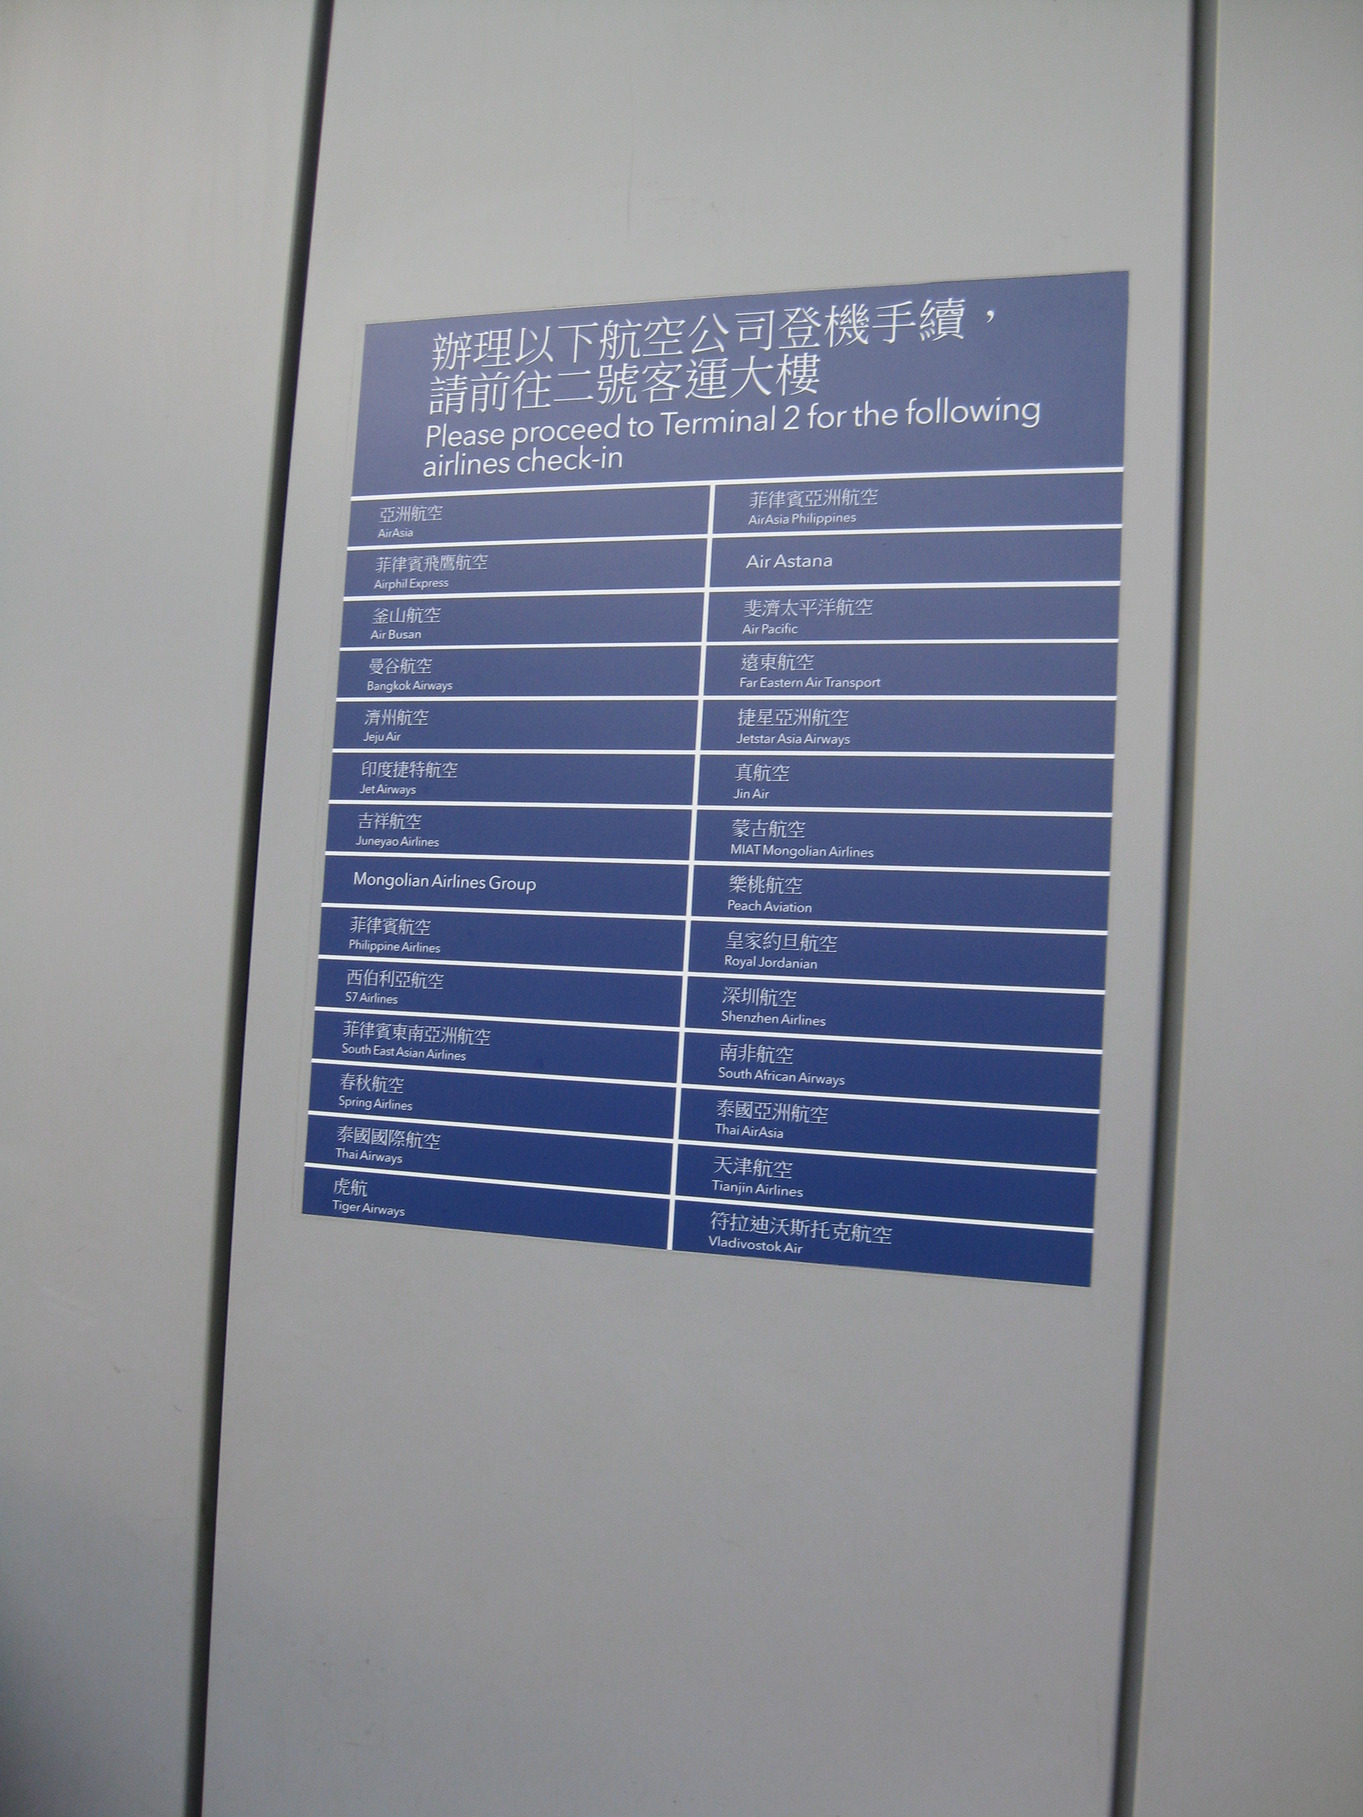 辦理以下航空公司登機手續，
請前往二號客運大樓
Please proceed to Terminal 2 for the following
airlines check-in
亞洲航空
AirAsia
菲律賓亞洲航空
AirAsia Philippines
菲律賓飛鷹航空
Airphil Express
Air Astana
釜山航空
Air Busan
斐濟太平洋航空
Air Pacific
曼谷航空
Bangkok Airways
遠東航空
Far Eastern Air Transport
濟州航空
Jeju Air
捷星亞洲航空
Jetstar Asia Airways
印度捷特航空
Jet Airways
真航空
Jin Air
吉祥航空
Juneyao Airlines
蒙古航空
MIAT Mongolian Airlines
Mongolian Airlines Group
樂桃航空
Peach Aviation
菲律賓航空
Philippine Airlines
皇家約旦航空
Royal Jordanian
西伯利亞航空
S7 Airlines
深圳航空
Shenzhen Airlines
菲律賓東南亞洲航空
South East Asian Airlines
南非航空
South African Airways
春秋航空
Spring Airlines
泰國亞洲航空
Thai AirAsia
泰國國際航空
Thai Airways
天津航空
Tianjin Airlines
虎航
Tiger Airways
符拉迪沃斯托克航空
Vladivostok Air